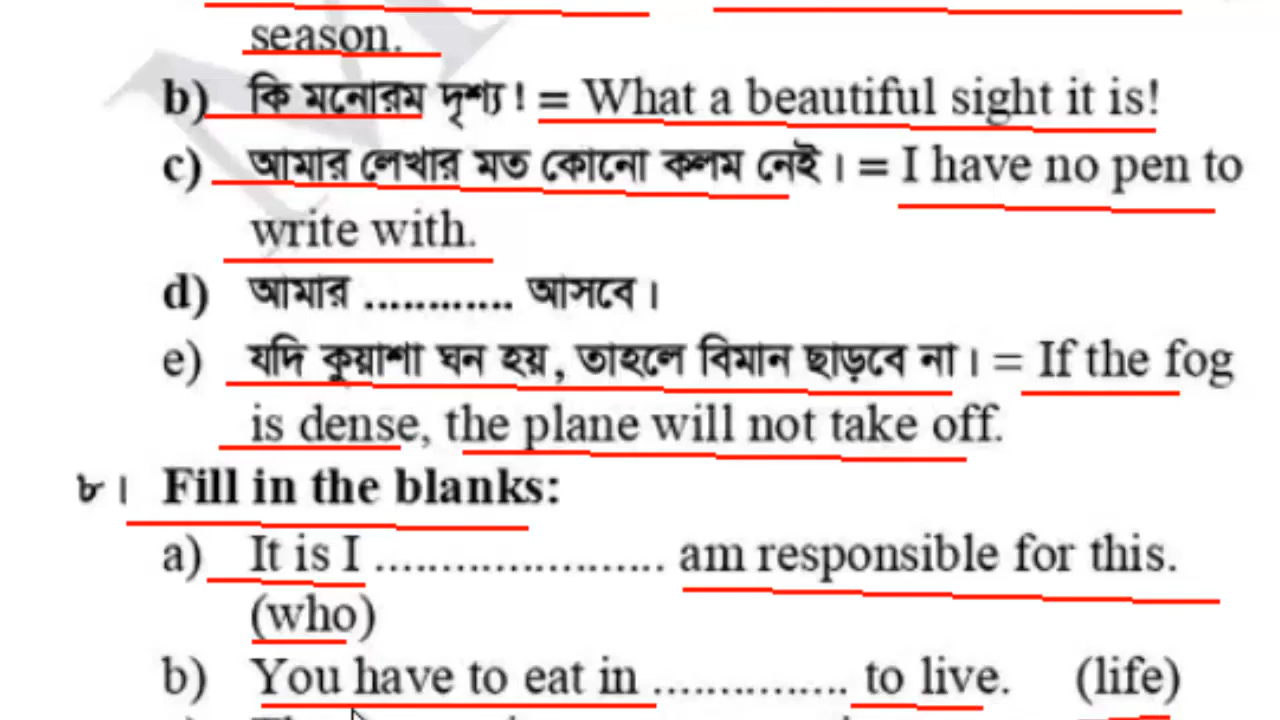 season.
b) কি মনোরম দৃশ্য! = What a beautiful sight it is!
c) আমার লেখার মত কোনো কলম নেই। = I have no pen to
write with.
d) আমার ............ আসবে।
e) যদি কুয়াশা ঘন হয়, তাহলে বিমান ছাড়বে না। = If the fog
is dense, the plane will not take off.
৮। Fill in the blanks:
a) It is I ...................... am responsible for this.
(who)
b) You have to eat in ............... to live. (life)